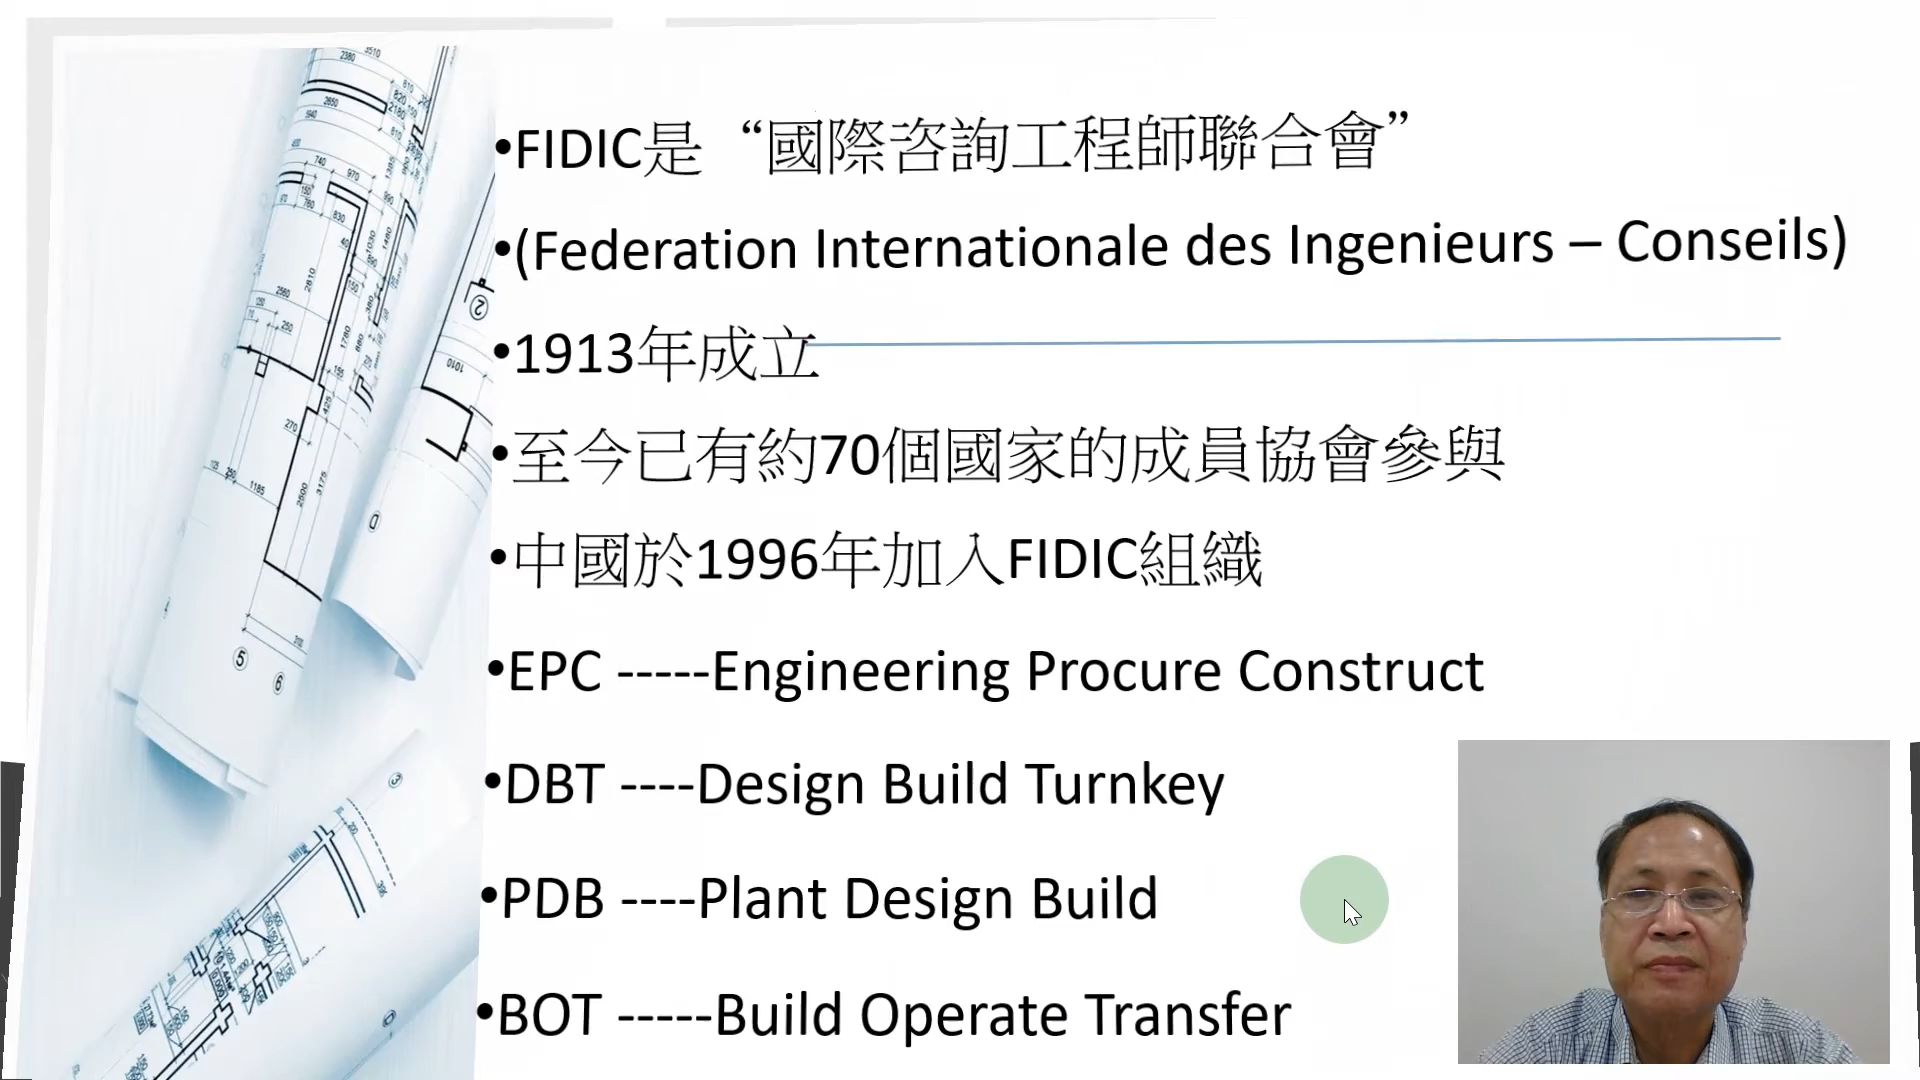 •FIDIC是“國際咨詢工程師聯合會”
•(Federation Internationale des Ingenieurs – Conseils)
•1913年成立
•至今已有約70個國家的成員協會參與
•中國於1996年加入FIDIC組織
•EPC -----Engineering Procure Construct
•DBT ----Design Build Turnkey
•PDB ----Plant Design Build
•BOT -----Build Operate Transfer